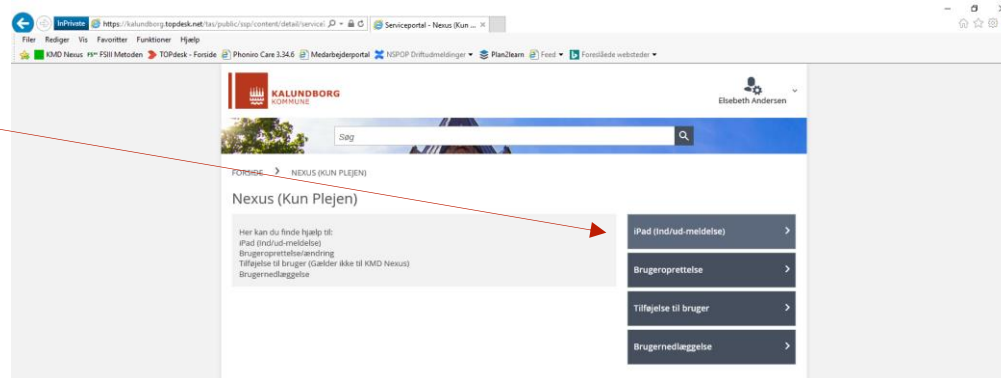 InPrivate https://kalundborg.topdesk.net/tas/public/ssp/content/detail/servicel Serviceportal - Nexus (Kun ... ×
Filer Rediger Vis Favoritter Funktioner Hjælp
KMD Nexus FSIII Metoden TOPdesk - Forside Phoniro Care 3.34.6 Medarbejderportal NSPOP Driftudmeldinger Plan2learn Feed Foreslåede websteder
KALUNDBORG
KOMMUNE
Elsebeth Andersen
Søg
FORSIDE > NEXUS (KUN PLEJEN)
Nexus (Kun Plejen)
Her kan du finde hjælp til:
iPad (Ind/ud-meldelse)
Brugeroprettelse/ændring
Tilføjelse til bruger (Gælder ikke til KMD Nexus)
Brugernedlæggelse
iPad (Ind/ud-meldelse)
Brugeroprettelse
Tilføjelse til bruger
Brugernedlæggelse